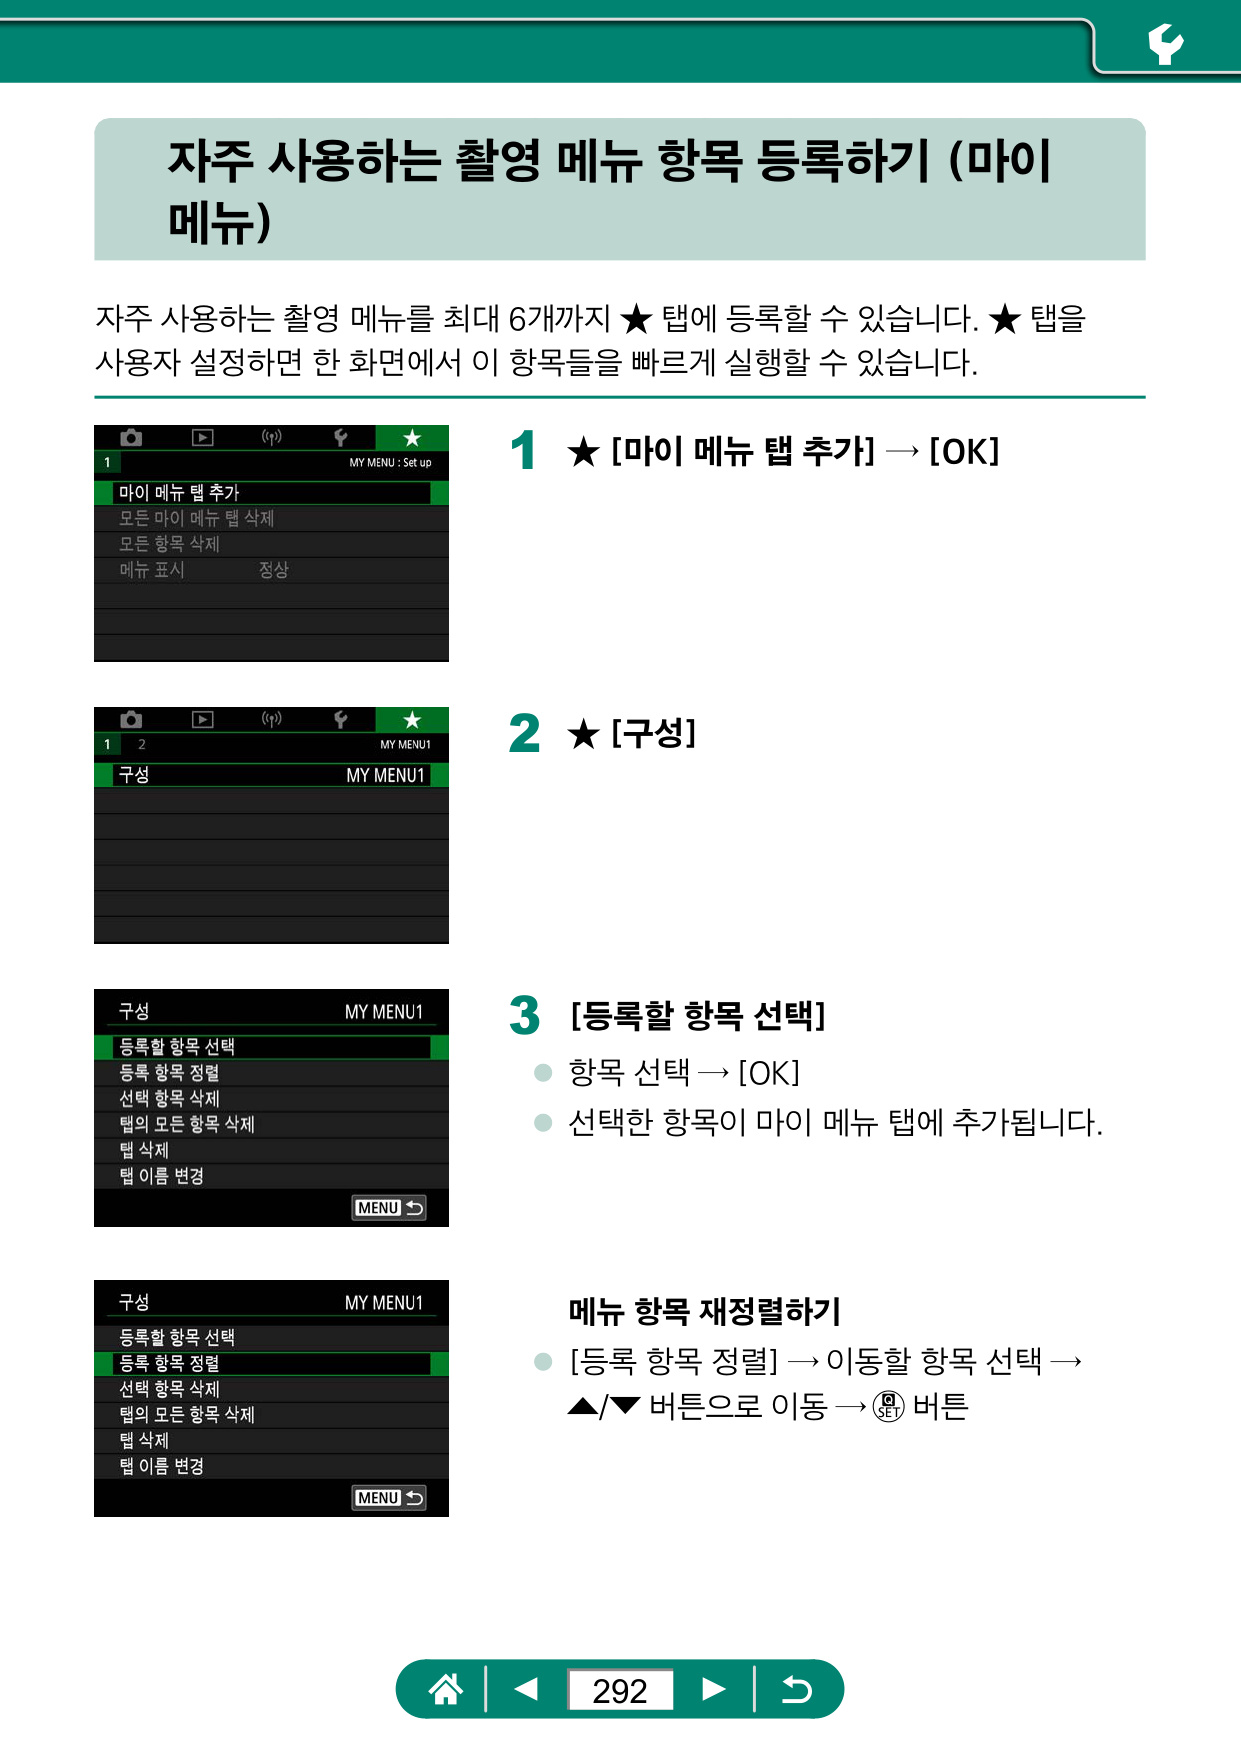 자주 사용하는 촬영 메뉴 항목 등록하기 (마이
메뉴)
자주 사용하는 촬영 메뉴를 최대 6개까지 ★ 탭에 등록할 수 있습니다. ★ 탭을
사용자 설정하면 한 화면에서 이 항목들을 빠르게 실행할 수 있습니다.
1
MY MENU : Set up
마이 메뉴 탭 추가
모든 마이 메뉴 탭 삭제
모든 항목 삭제
메뉴 표시 정상
1 ★ [마이 메뉴 탭 추가] → [OK]
1 2 MY MENU1
구성 MY MENU1
2 ★ [구성]
구성 MY MENU1
등록할 항목 선택
등록 항목 정렬
선택 항목 삭제
탭의 모든 항목 삭제
탭 삭제
탭 이름 변경
MENU
3 [등록할 항목 선택]
● 항목 선택 → [OK]
● 선택한 항목이 마이 메뉴 탭에 추가됩니다.
구성 MY MENU1
등록할 항목 선택
등록 항목 정렬
선택 항목 삭제
탭의 모든 항목 삭제
탭 삭제
탭 이름 변경
MENU
메뉴 항목 재정렬하기
● [등록 항목 정렬] → 이동할 항목 선택 →
▲/▼ 버튼으로 이동 → Q SET 버튼
292